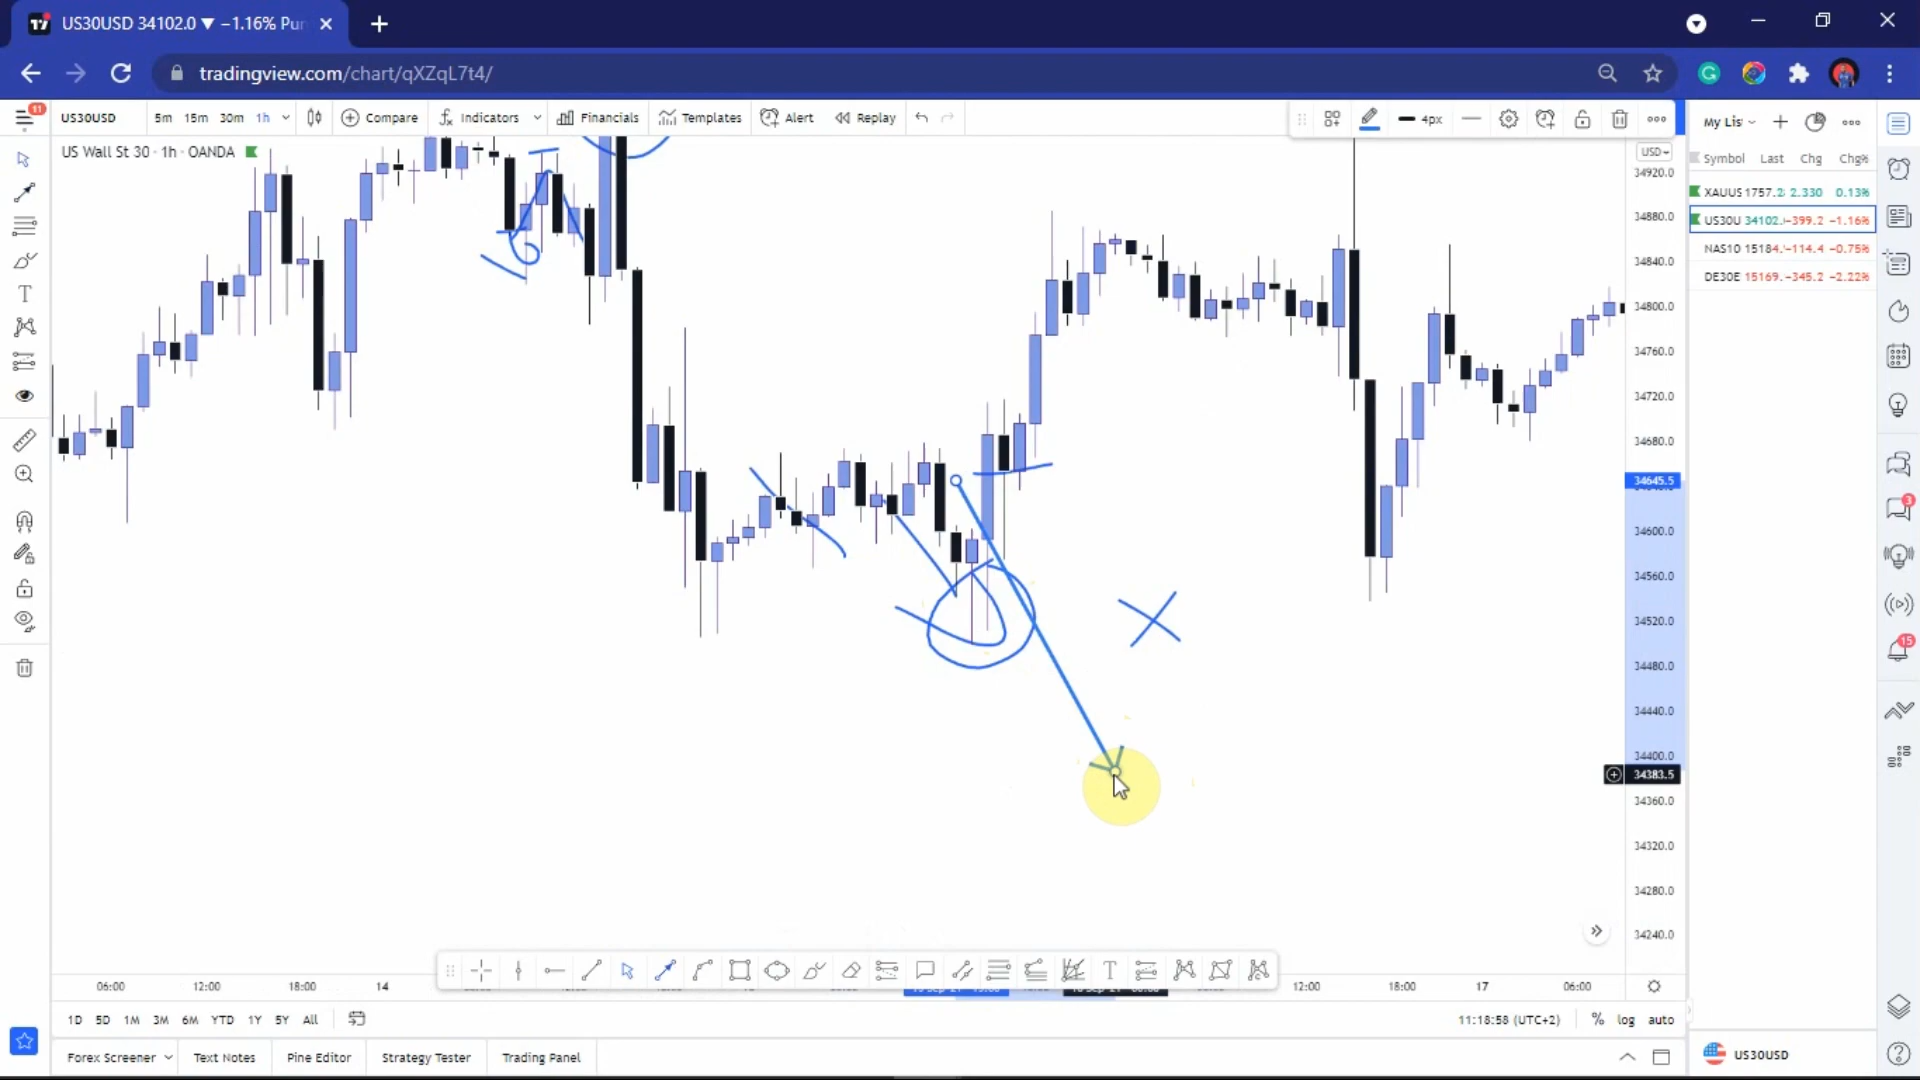 US30USD 34102.0 ▼ −1.16% Pu
tradingview.com/chart/qXZqL7t4/
11
US30USD 5m 15m 30m 1h Compare Indicators Financials Templates Alert Replay 4px
US Wall St 30 · 1h · OANDA
USD
34920.0
34880.0
34840.0
34800.0
34760.0
34720.0
34680.0
34645.5
34600.0
34560.0
34520.0
34480.0
34440.0
34400.0
34383.5
34360.0
34320.0
34280.0
34240.0
My Lis
Symbol Last Chg Chg%
XAUUS 1757.2 2.330 0.13%
US30U 34102. −399.2 −1.16%
NAS10 15184. −114.4 −0.75%
DE30E 15169. −345.2 −2.22%
3
15
06:00 12:00 18:00 14 12:00 18:00 17 06:00
1D 5D 1M 3M 6M YTD 1Y 5Y All 11:18:58 (UTC+2) % log auto
Forex Screener Text Notes Pine Editor Strategy Tester Trading Panel
US30USD